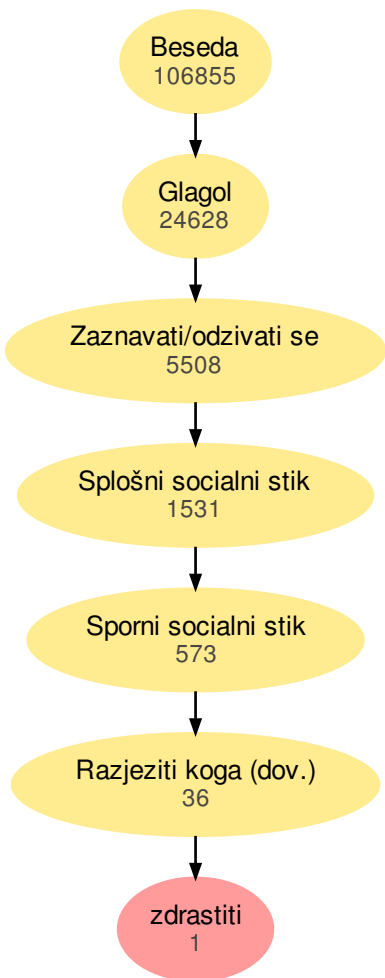 Beseda
106855
Glagol
24628
Zaznavati/odzivati se
5508
Splošni socialni stik
1531
Sporni socialni stik
573
Razjeziti koga (dov.)
36
zdrastiti
1